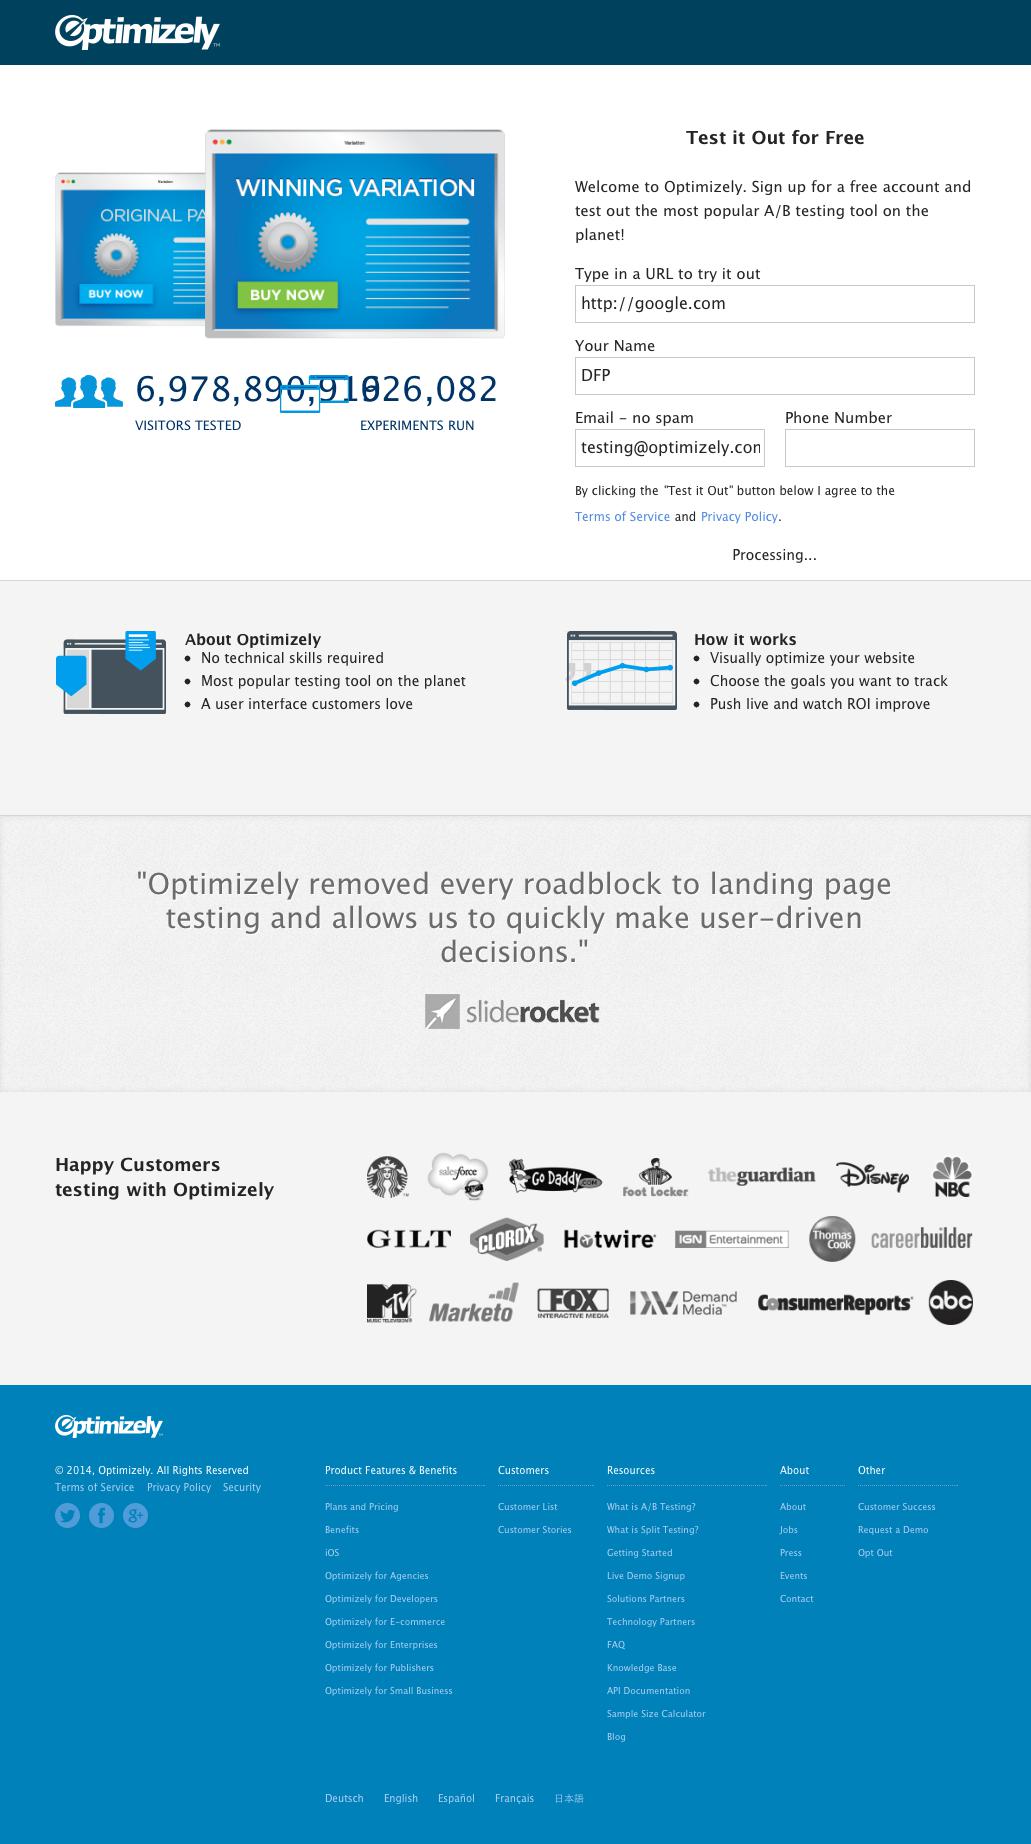 Optimizely™
Variation
WINNING VARIATION
BUY NOW
Variation
ORIGINAL PA
BUY NOW
6,978,890,910
VISITORS TESTED
926,082
EXPERIMENTS RUN
Test it Out for Free
Welcome to Optimizely. Sign up for a free account and
test out the most popular A/B testing tool on the
planet!
Type in a URL to try it out
http://google.com
Your Name
DFP
Email - no spam
testing@optimizely.com
Phone Number
By clicking the "Test it Out" button below I agree to the
Terms of Service and Privacy Policy.
Processing...
About Optimizely
• No technical skills required
• Most popular testing tool on the planet
• A user interface customers love
How it works
• Visually optimize your website
• Choose the goals you want to track
• Push live and watch ROI improve
"Optimizely removed every roadblock to landing page
testing and allows us to quickly make user-driven
decisions."
sliderocket
Happy Customers
testing with Optimizely
salesforce
Go Daddy.COM
Foot Locker.
theguardian
Disney
NBC
GILT
CLOROX
Hotwire
IGN Entertainment
Thomas
Cook
careerbuilder
MTV
MUSIC TELEVISION
Marketo
FOX
INTERACTIVE MEDIA
Demand
Media™
ConsumerReports
abc
Optimizely
© 2014, Optimizely. All Rights Reserved
Terms of Service Privacy Policy Security
Product Features & Benefits
Plans and Pricing
Benefits
iOS
Optimizely for Agencies
Optimizely for Developers
Optimizely for E-commerce
Optimizely for Enterprises
Optimizely for Publishers
Optimizely for Small Business
Customers
Customer List
Customer Stories
Resources
What is A/B Testing?
What is Split Testing?
Getting Started
Live Demo Signup
Solutions Partners
Technology Partners
FAQ
Knowledge Base
API Documentation
Sample Size Calculator
Blog
About
About
Jobs
Press
Events
Contact
Other
Customer Success
Request a Demo
Opt Out
Deutsch English Español Français 日本語